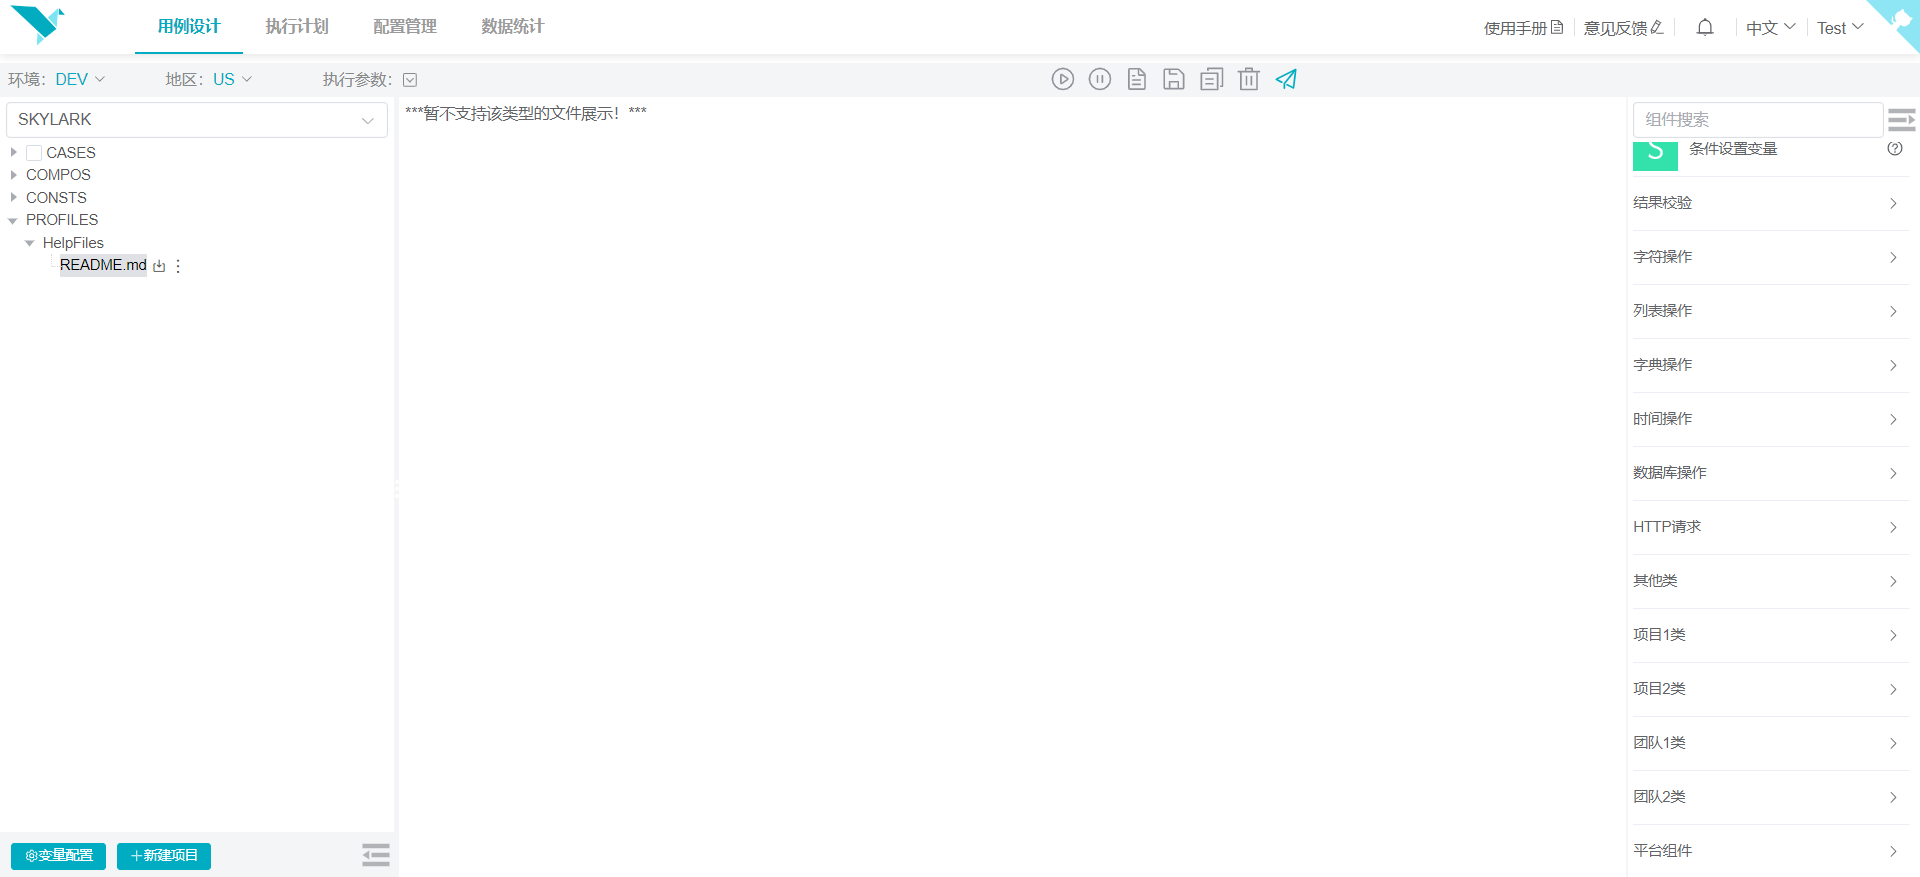 用例设计 执行计划 配置管理 数据统计 使用手册 意见反馈 中文 Test
环境: DEV 地区: US 执行参数:
SKYLARK
CASES
COMPOS
CONSTS
PROFILES
HelpFiles
README.md
变量配置 +新建项目
***暂不支持该类型的文件展示！***
组件搜索
S 条件设置变量
结果校验
字符操作
列表操作
字典操作
时间操作
数据库操作
HTTP请求
其他类
项目1类
项目2类
团队1类
团队2类
平台组件